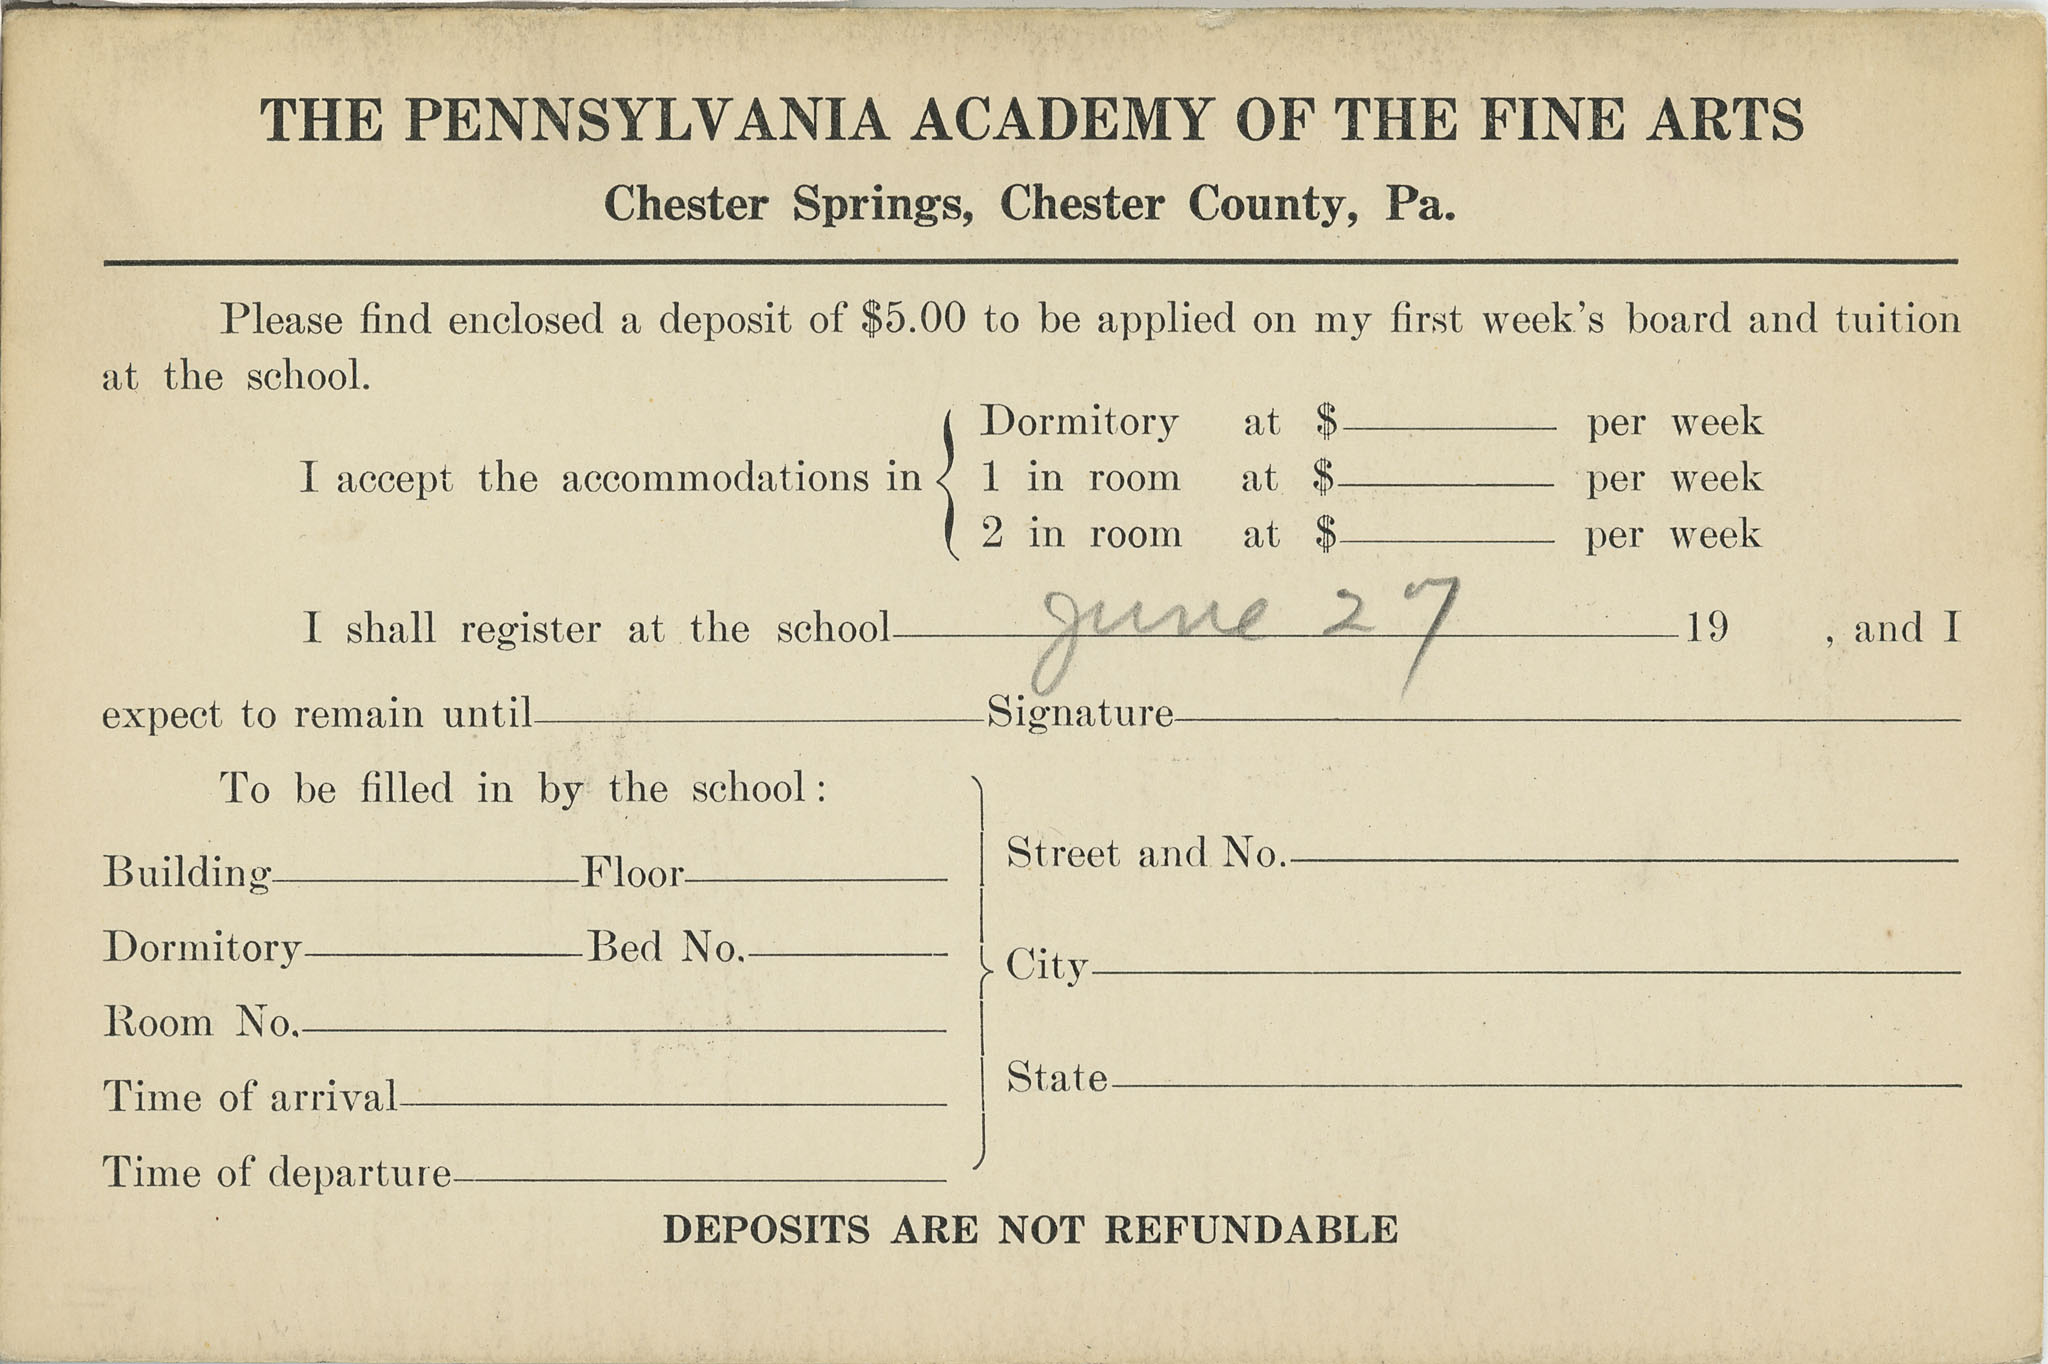 THE PENNSYLVANIA ACADEMY OF THE FINE ARTS
Chester Springs, Chester County, Pa.
Please find enclosed a deposit of $5.00 to be applied on my first week's board and tuition
at the school.
I accept the accommodations in
Dormitory at $ per week
1 in room at $ per week
2 in room at $ per week
I shall register at the school June 27 19 , and I
expect to remain until Signature
To be filled in by the school:
Building Floor
Dormitory Bed No.
Room No.
Time of arrival
Time of departure
Street and No.
City
State
DEPOSITS ARE NOT REFUNDABLE